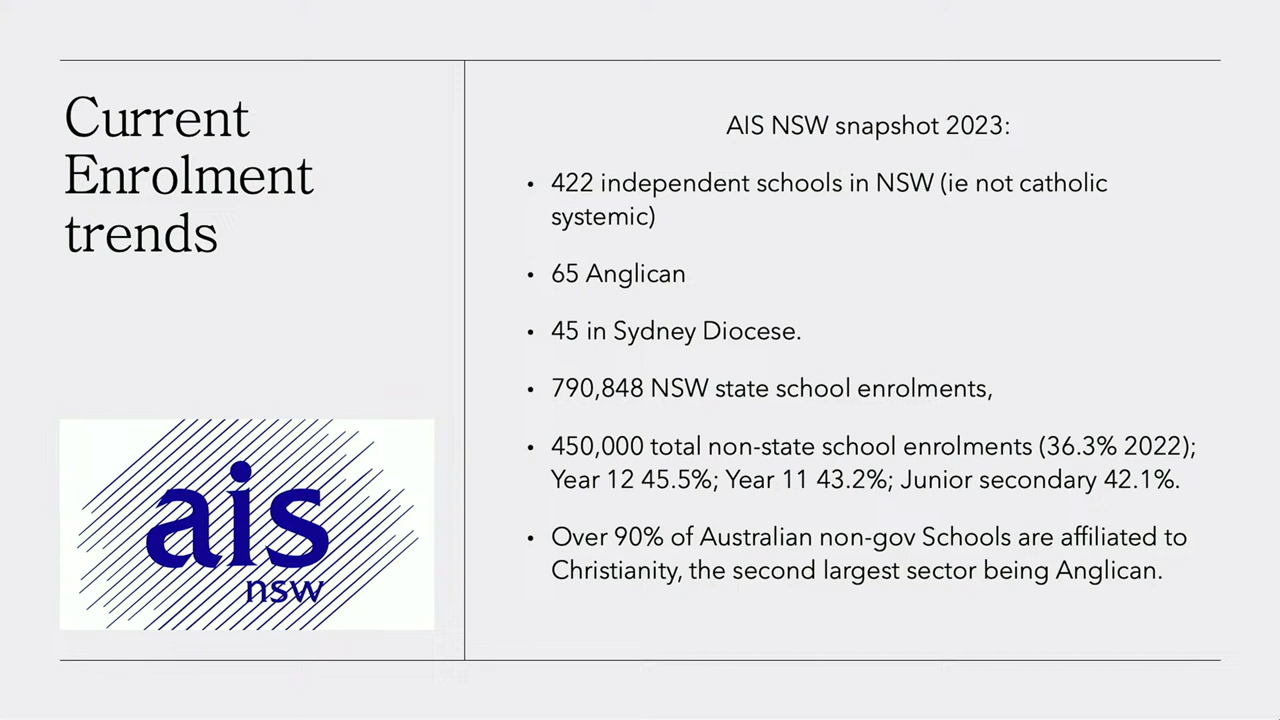 Current
Enrolment
trends
ais
nsw
AIS NSW snapshot 2023:
• 422 independent schools in NSW (ie not catholic
systemic)
• 65 Anglican
• 45 in Sydney Diocese.
• 790,848 NSW state school enrolments,
• 450,000 total non-state school enrolments (36.3% 2022);
Year 12 45.5%; Year 11 43.2%; Junior secondary 42.1%.
• Over 90% of Australian non-gov Schools are affiliated to
Christianity, the second largest sector being Anglican.